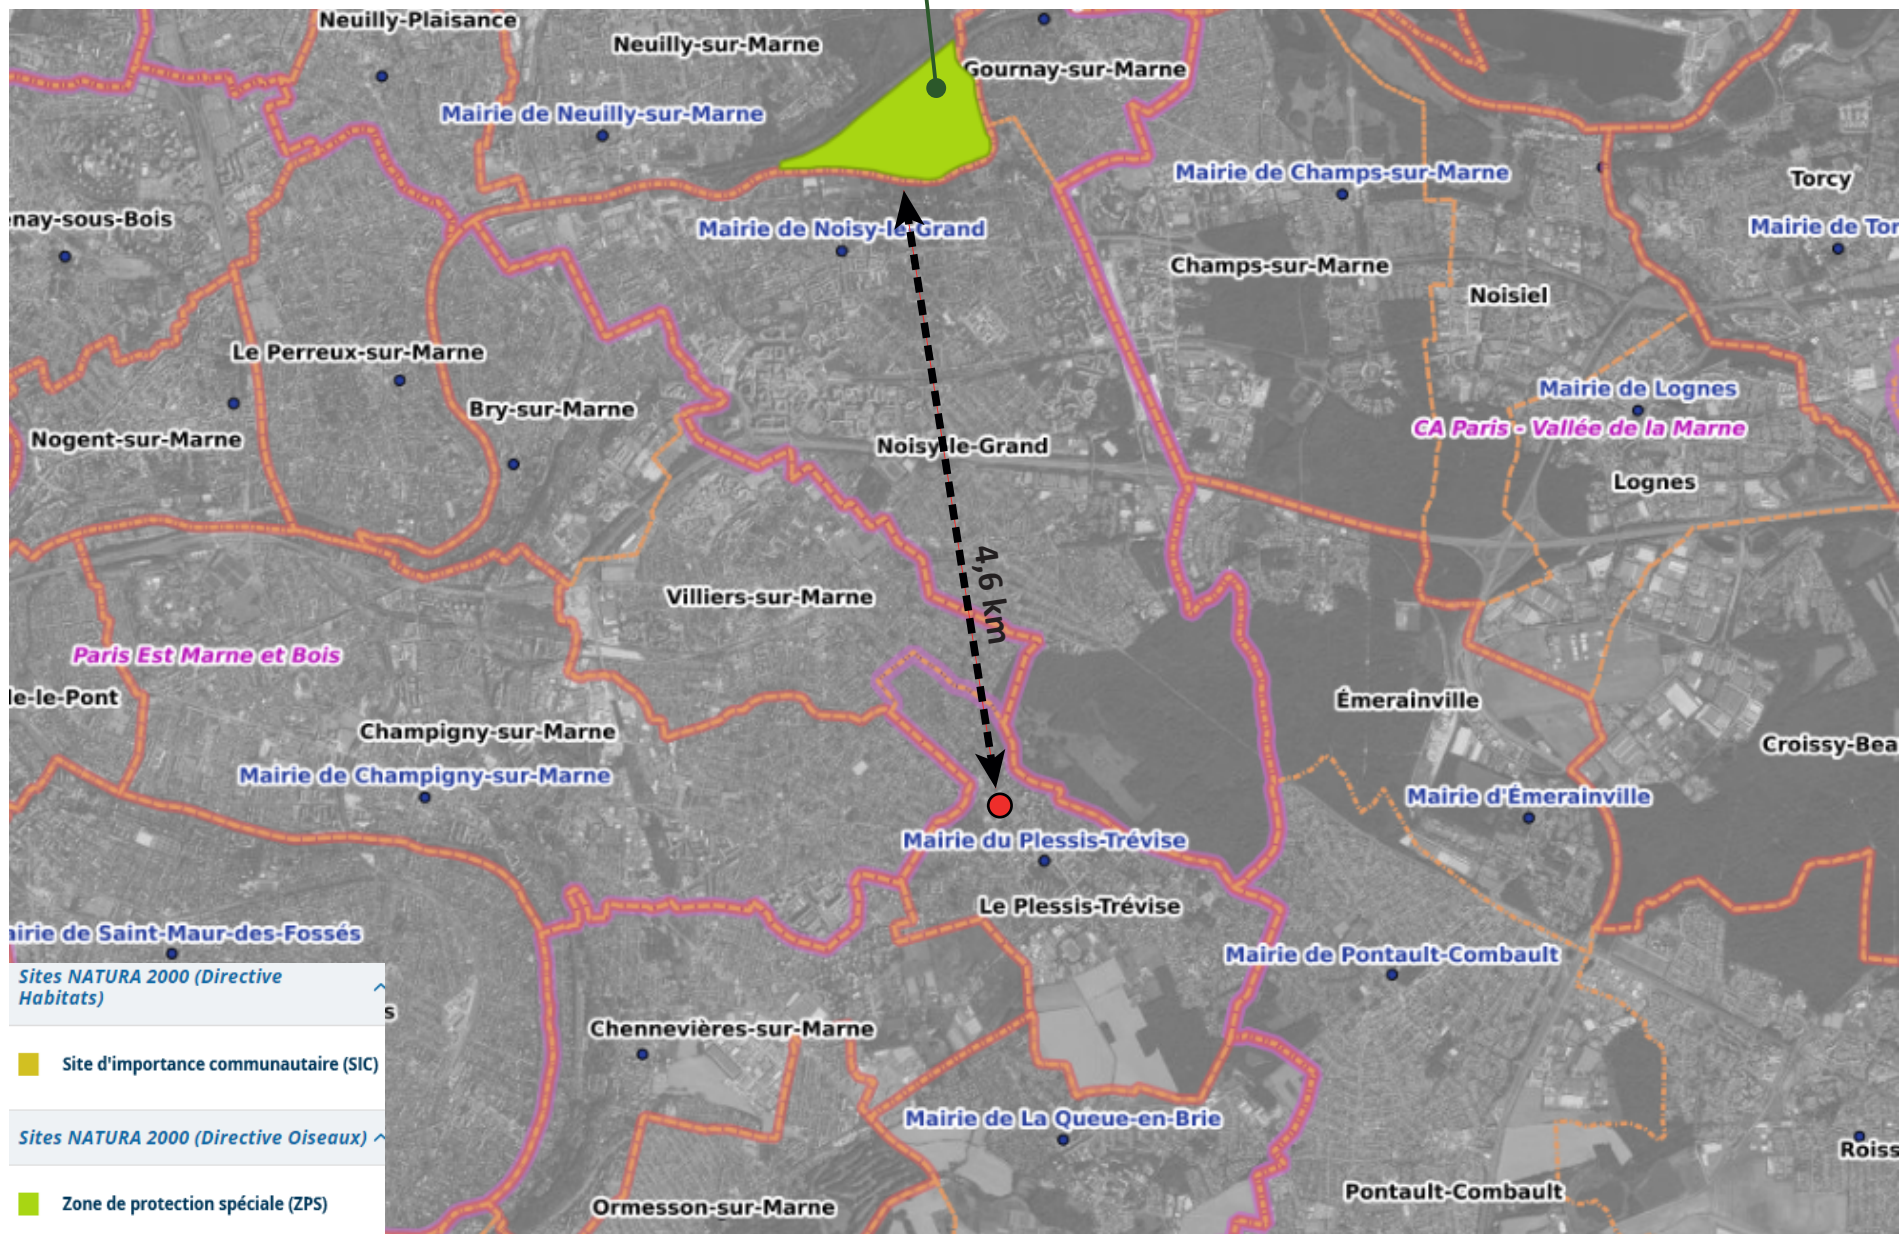 Neuilly-Plaisance
Neuilly-sur-Marne
Gournay-sur-Marne
Mairie de Neuilly-sur-Marne
Mairie de Champs-sur-Marne
Torcy
enay-sous-Bois
Mairie de Noisy-le-Grand
Mairie de Tor
Champs-sur-Marne
Noisiel
Le Perreux-sur-Marne
Mairie de Lognes
Bry-sur-Marne
CA Paris - Vallée de la Marne
Nogent-sur-Marne
Noisy-le-Grand
Lognes
4,6 km
Villiers-sur-Marne
Paris Est Marne et Bois
le-le-Pont
Émerainville
Champigny-sur-Marne
Croissy-Bea
Mairie de Champigny-sur-Marne
Mairie d'Émerainville
Mairie du Plessis-Trévise
Le Plessis-Trévise
airie de Saint-Maur-des-Fossés
Mairie de Pontault-Combault
Sites NATURA 2000 (Directive
Habitats)
s
Chennevières-sur-Marne
Site d'importance communautaire (SIC)
Mairie de La Queue-en-Brie
Sites NATURA 2000 (Directive Oiseaux)
Roiss
Pontault-Combault
Zone de protection spéciale (ZPS)
Ormesson-sur-Marne